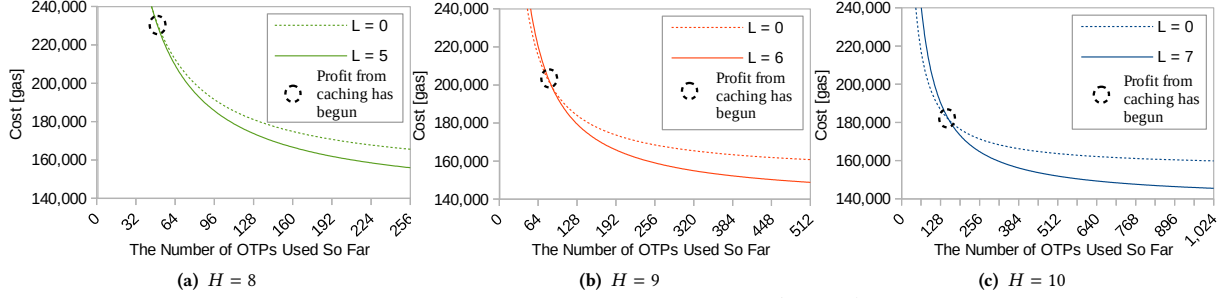 240,000
220,000
200,000
180,000
160,000
140,000
Cost [gas]
L = 0
L = 5
Profit from
caching has
begun
0
32
64
96
128
160
192
224
256
The Number of OTPs Used So Far
(a) H = 8
240,000
220,000
200,000
180,000
160,000
140,000
Cost [gas]
L = 0
L = 6
Profit from
caching has
begun
0
64
128
192
256
320
384
448
512
The Number of OTPs Used So Far
(b) H = 9
240,000
220,000
200,000
180,000
160,000
140,000
Cost [gas]
L = 0
L = 7
Profit from
caching has
begun
0
128
256
384
512
640
768
896
1,024
The Number of OTPs Used So Far
(c) H = 10